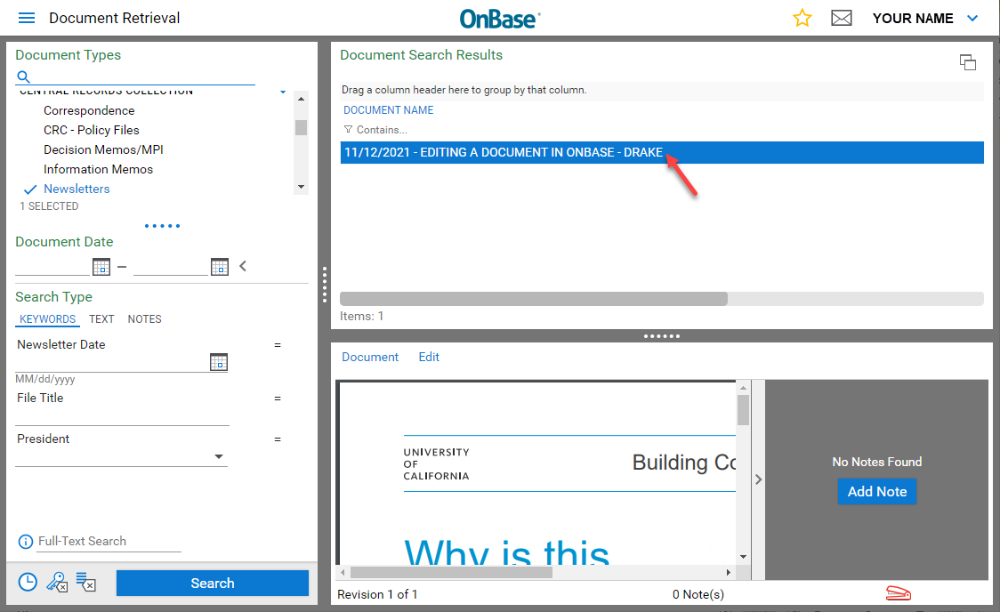 Document Retrieval
OnBase
YOUR NAME
Document Types
CENTRAL RECORDS COLLECTION
Correspondence
CRC - Policy Files
Decision Memos/MPI
Information Memos
Newsletters
1 SELECTED
Document Date
–
Search Type
KEYWORDS TEXT NOTES
Newsletter Date =
MM/dd/yyyy
File Title =
President =
Full-Text Search
Search
Document Search Results
Drag a column header here to group by that column.
DOCUMENT NAME
Contains...
11/12/2021 - EDITING A DOCUMENT IN ONBASE - DRAKE
Items: 1
Document Edit
UNIVERSITY
OF
CALIFORNIA
Building Co
Why is this
No Notes Found
Add Note
Revision 1 of 1
0 Note(s)